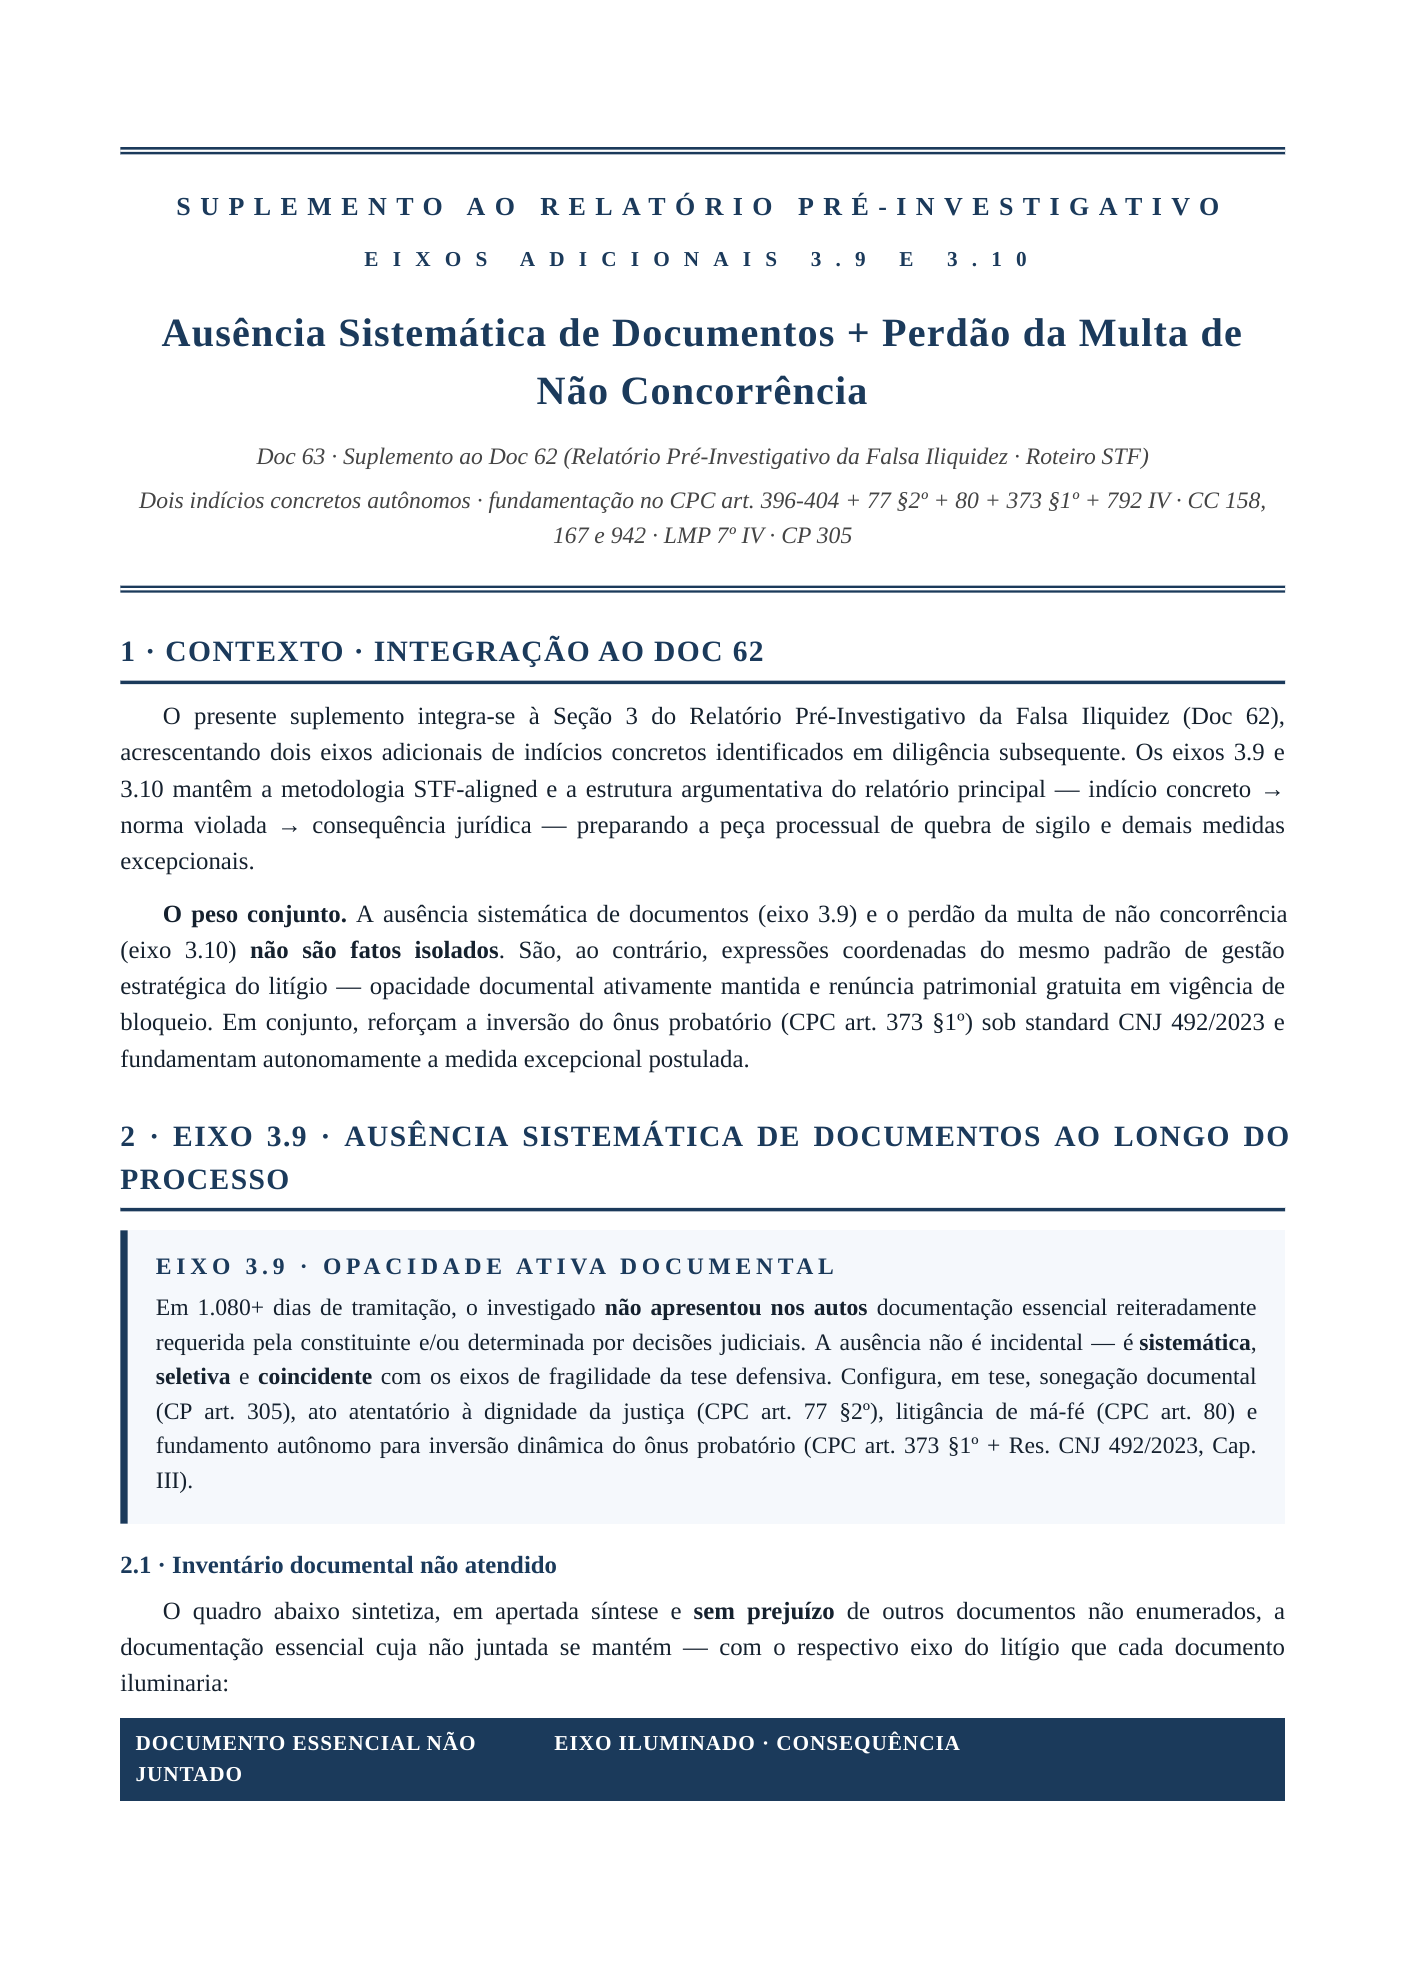 SUPLEMENTO AO RELATÓRIO PRÉ-INVESTIGATIVO
EIXOS ADICIONAIS 3.9 E 3.10
Ausência Sistemática de Documentos + Perdão da Multa de
Não Concorrência
Doc 63 · Suplemento ao Doc 62 (Relatório Pré-Investigativo da Falsa Iliquidez · Roteiro STF)
Dois indícios concretos autônomos · fundamentação no CPC art. 396-404 + 77 §2º + 80 + 373 §1º + 792 IV · CC 158,
167 e 942 · LMP 7º IV · CP 305
1 · CONTEXTO · INTEGRAÇÃO AO DOC 62
O presente suplemento integra-se à Seção 3 do Relatório Pré-Investigativo da Falsa Iliquidez (Doc 62),
acrescentando dois eixos adicionais de indícios concretos identificados em diligência subsequente. Os eixos 3.9 e
3.10 mantêm a metodologia STF-aligned e a estrutura argumentativa do relatório principal — indício concreto →
norma violada → consequência jurídica — preparando a peça processual de quebra de sigilo e demais medidas
excepcionais.
O peso conjunto. A ausência sistemática de documentos (eixo 3.9) e o perdão da multa de não concorrência
(eixo 3.10) não são fatos isolados. São, ao contrário, expressões coordenadas do mesmo padrão de gestão
estratégica do litígio — opacidade documental ativamente mantida e renúncia patrimonial gratuita em vigência de
bloqueio. Em conjunto, reforçam a inversão do ônus probatório (CPC art. 373 §1º) sob standard CNJ 492/2023 e
fundamentam autonomamente a medida excepcional postulada.
2 · EIXO 3.9 · AUSÊNCIA SISTEMÁTICA DE DOCUMENTOS AO LONGO DO
PROCESSO
EIXO 3.9 · OPACIDADE ATIVA DOCUMENTAL
Em 1.080+ dias de tramitação, o investigado não apresentou nos autos documentação essencial reiteradamente
requerida pela constituinte e/ou determinada por decisões judiciais. A ausência não é incidental — é sistemática,
seletiva e coincidente com os eixos de fragilidade da tese defensiva. Configura, em tese, sonegação documental
(CP art. 305), ato atentatório à dignidade da justiça (CPC art. 77 §2º), litigância de má-fé (CPC art. 80) e
fundamento autônomo para inversão dinâmica do ônus probatório (CPC art. 373 §1º + Res. CNJ 492/2023, Cap.
III).
2.1 · Inventário documental não atendido
O quadro abaixo sintetiza, em apertada síntese e sem prejuízo de outros documentos não enumerados, a
documentação essencial cuja não juntada se mantém — com o respectivo eixo do litígio que cada documento
iluminaria:
DOCUMENTO ESSENCIAL NÃO
JUNTADO
EIXO ILUMINADO · CONSEQUÊNCIA